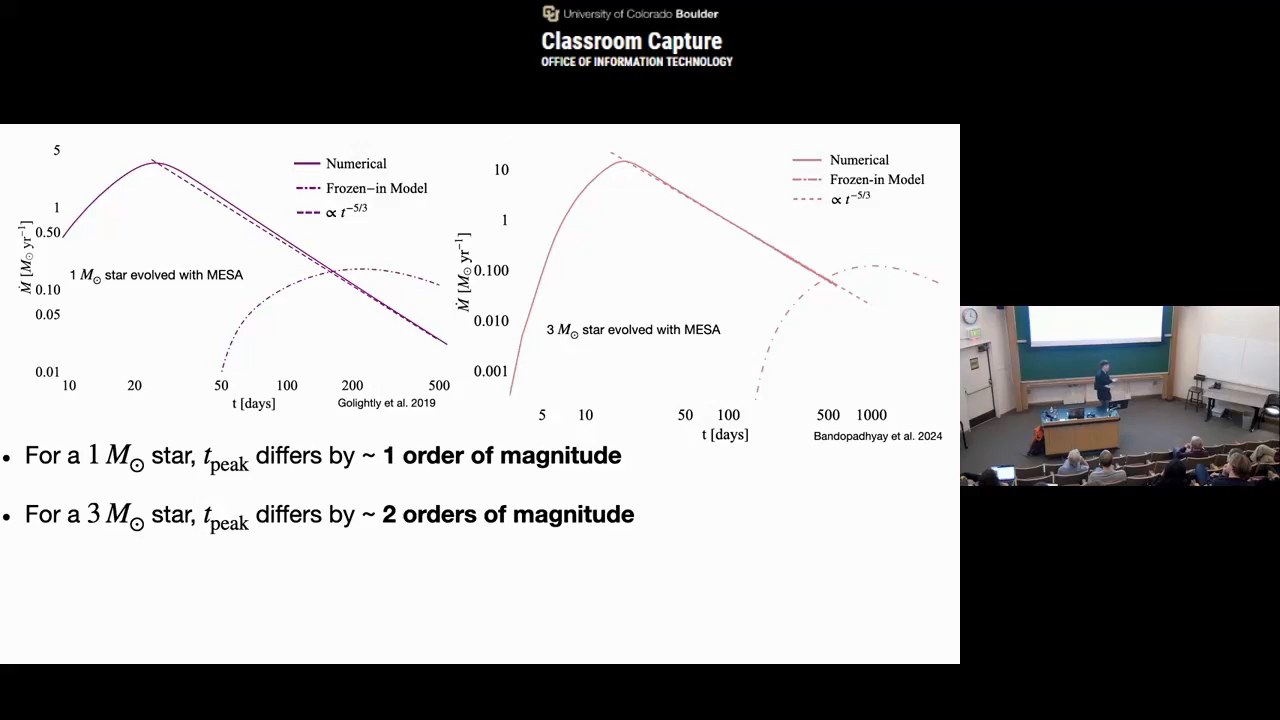 University of Colorado Boulder
Classroom Capture
OFFICE OF INFORMATION TECHNOLOGY
5
1
0.50
0.10
0.05
0.01
Ṁ [M☉ yr⁻¹]
Numerical
Frozen−in Model
∝ t⁻⁵/³
1 M☉ star evolved with MESA
10 20 50 100 200 500
t [days]
Golightly et al. 2019
10
1
0.100
0.010
0.001
Ṁ [M☉ yr⁻¹]
Numerical
Frozen-in Model
∝ t⁻⁵/³
3 M☉ star evolved with MESA
5 10 50 100 500 1000
t [days]
Bandopadhyay et al. 2024
• For a 1 M☉ star, tpeak differs by ~ 1 order of magnitude
• For a 3 M☉ star, tpeak differs by ~ 2 orders of magnitude